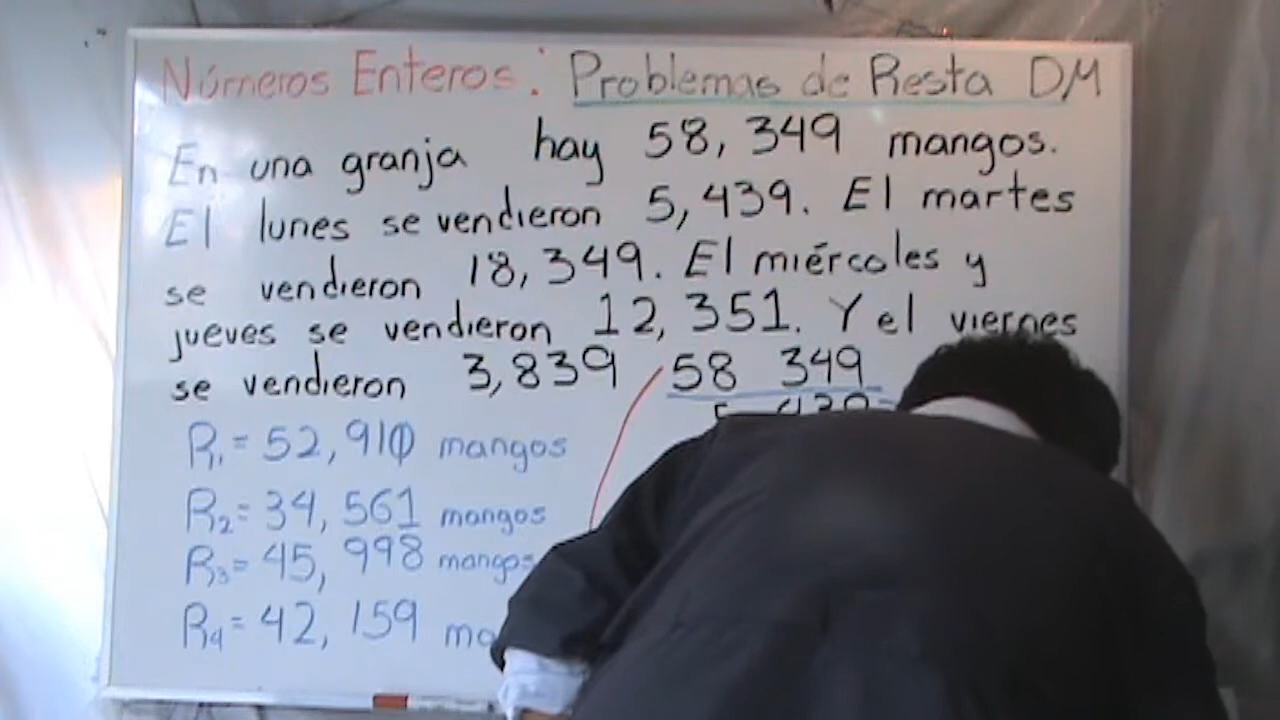 Números Enteros: Problemas de Resta DM
En una granja hay 58, 349 mangos.
El lunes se vendieron 5,439. El martes
se vendieron 18,349. El miércoles y
jueves se vendieron 12,351. Y el viernes
se vendieron 3,839
58 349
R1= 52,910 mangos
R2= 34, 561 mangos
R3= 45, 998 mangos
R4= 42, 159